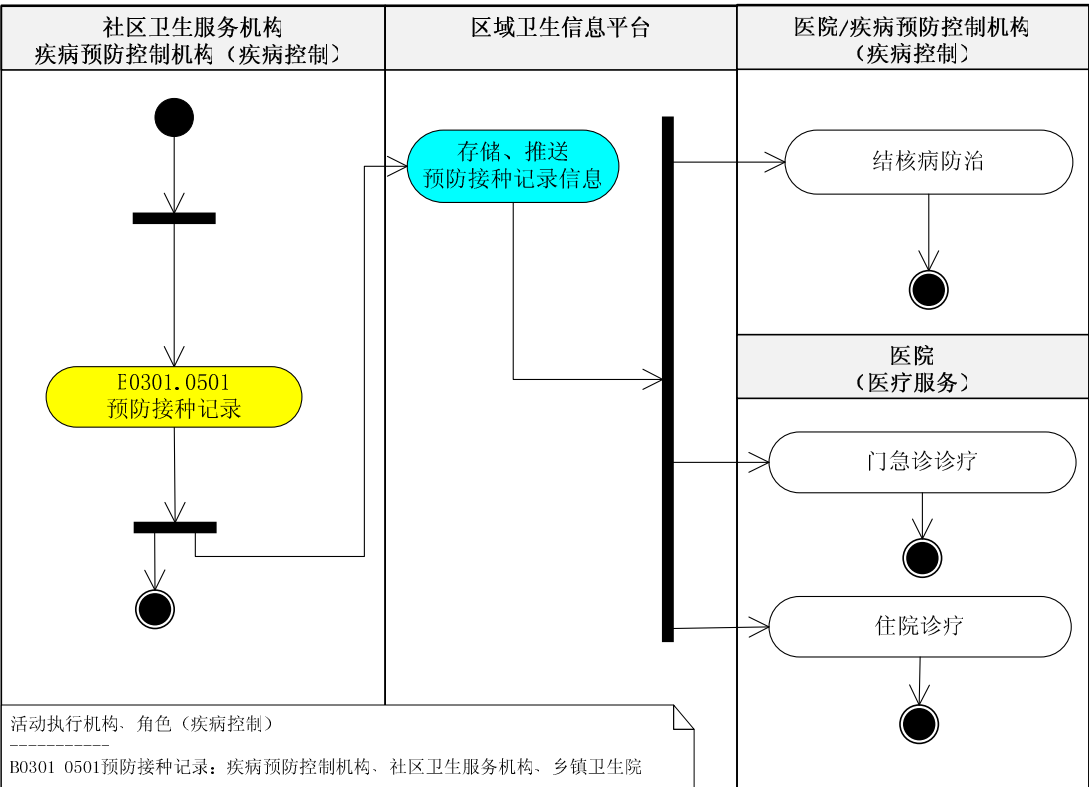 社区卫生服务机构
疾病预防控制机构（疾病控制）
区域卫生信息平台
医院/疾病预防控制机构
（疾病控制）
存储、推送
预防接种记录信息
结核病防治
E0301.0501
预防接种记录
医院
（医疗服务）
门急诊诊疗
住院诊疗
活动执行机构、角色（疾病控制）
-----------
B0301 0501预防接种记录：疾病预防控制机构、社区卫生服务机构、乡镇卫生院